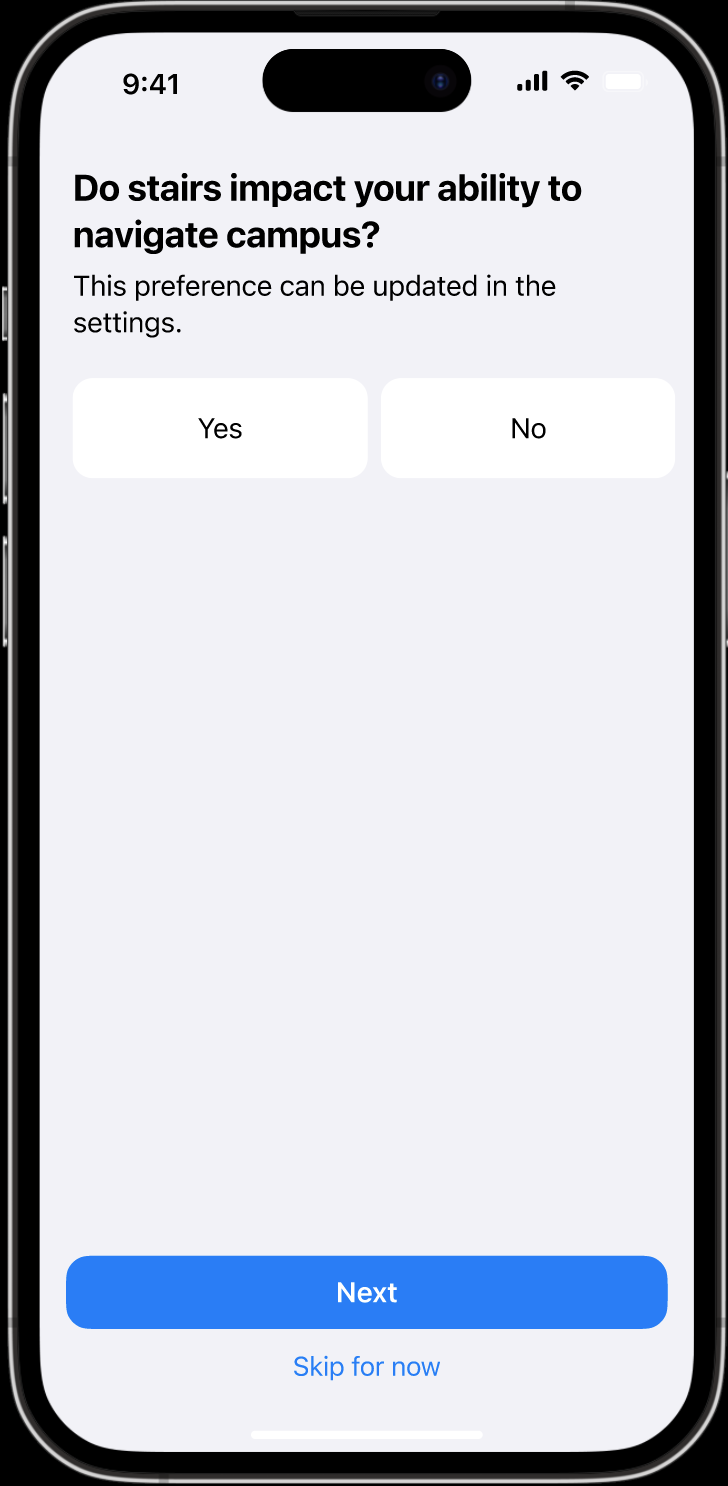 9:41
Do stairs impact your ability to
navigate campus?
This preference can be updated in the
settings.
Yes
No
Next
Skip for now